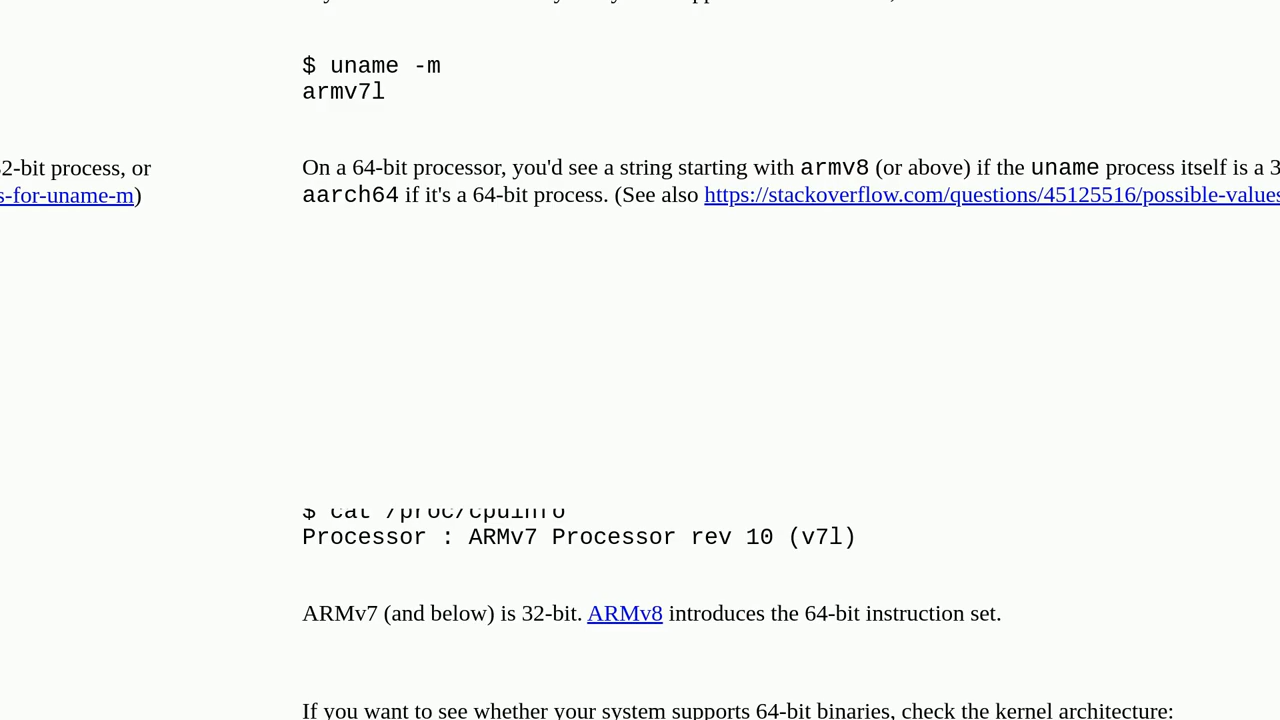 $ uname -m
armv7l
2-bit process, or
On a 64-bit processor, you'd see a string starting with armv8 (or above) if the uname process itself is a 3
s-for-uname-m)
aarch64 if it's a 64-bit process. (See also https://stackoverflow.com/questions/45125516/possible-values
$ cat /proc/cpuinfo
Processor : ARMv7 Processor rev 10 (v7l)
ARMv7 (and below) is 32-bit. ARMv8 introduces the 64-bit instruction set.
If you want to see whether your system supports 64-bit binaries, check the kernel architecture: